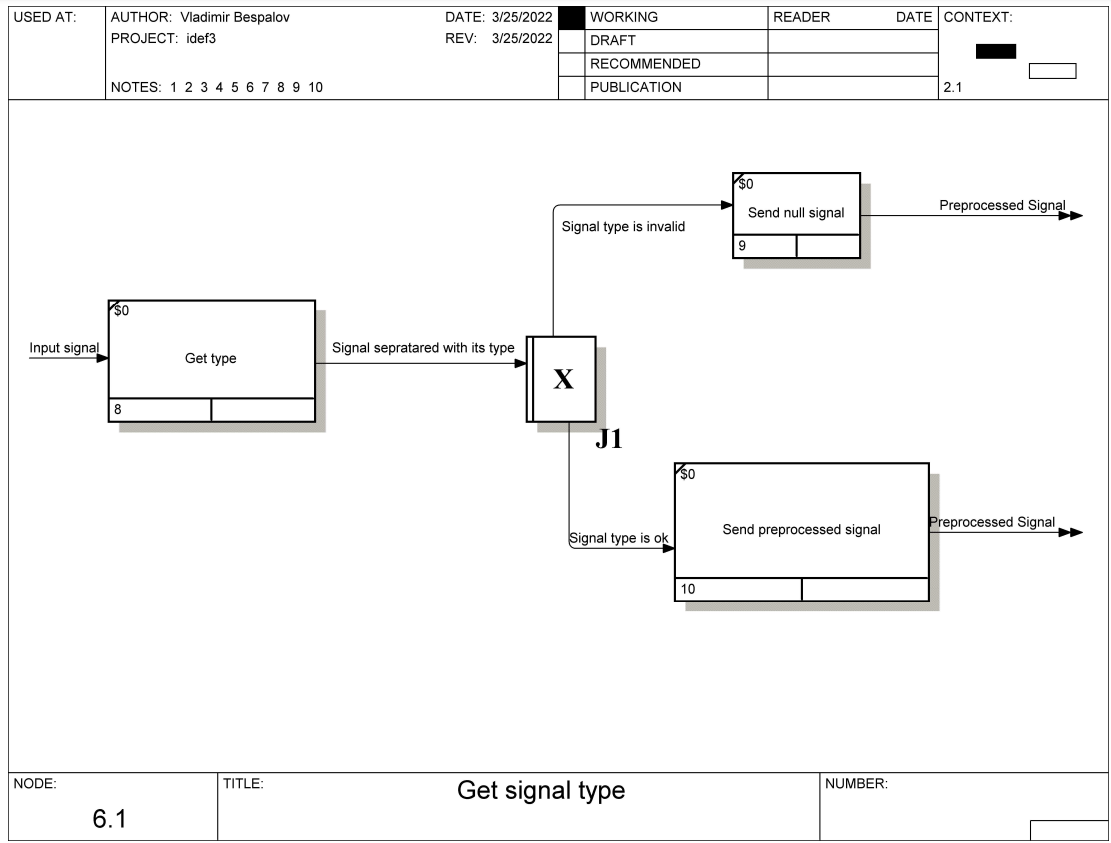 USED AT:
AUTHOR: Vladimir Bespalov
DATE: 3/25/2022
WORKING
READER
DATE
CONTEXT:
PROJECT: idef3
REV: 3/25/2022
DRAFT
RECOMMENDED
NOTES: 1 2 3 4 5 6 7 8 9 10
PUBLICATION
2.1
$0
Send null signal
9
Preprocessed Signal
Signal type is invalid
Input signal
$0
Get type
8
Signal sepratared with its type
X
J1
Signal type is ok
$0
Send preprocessed signal
10
Preprocessed Signal
NODE:
6.1
TITLE:
Get signal type
NUMBER: